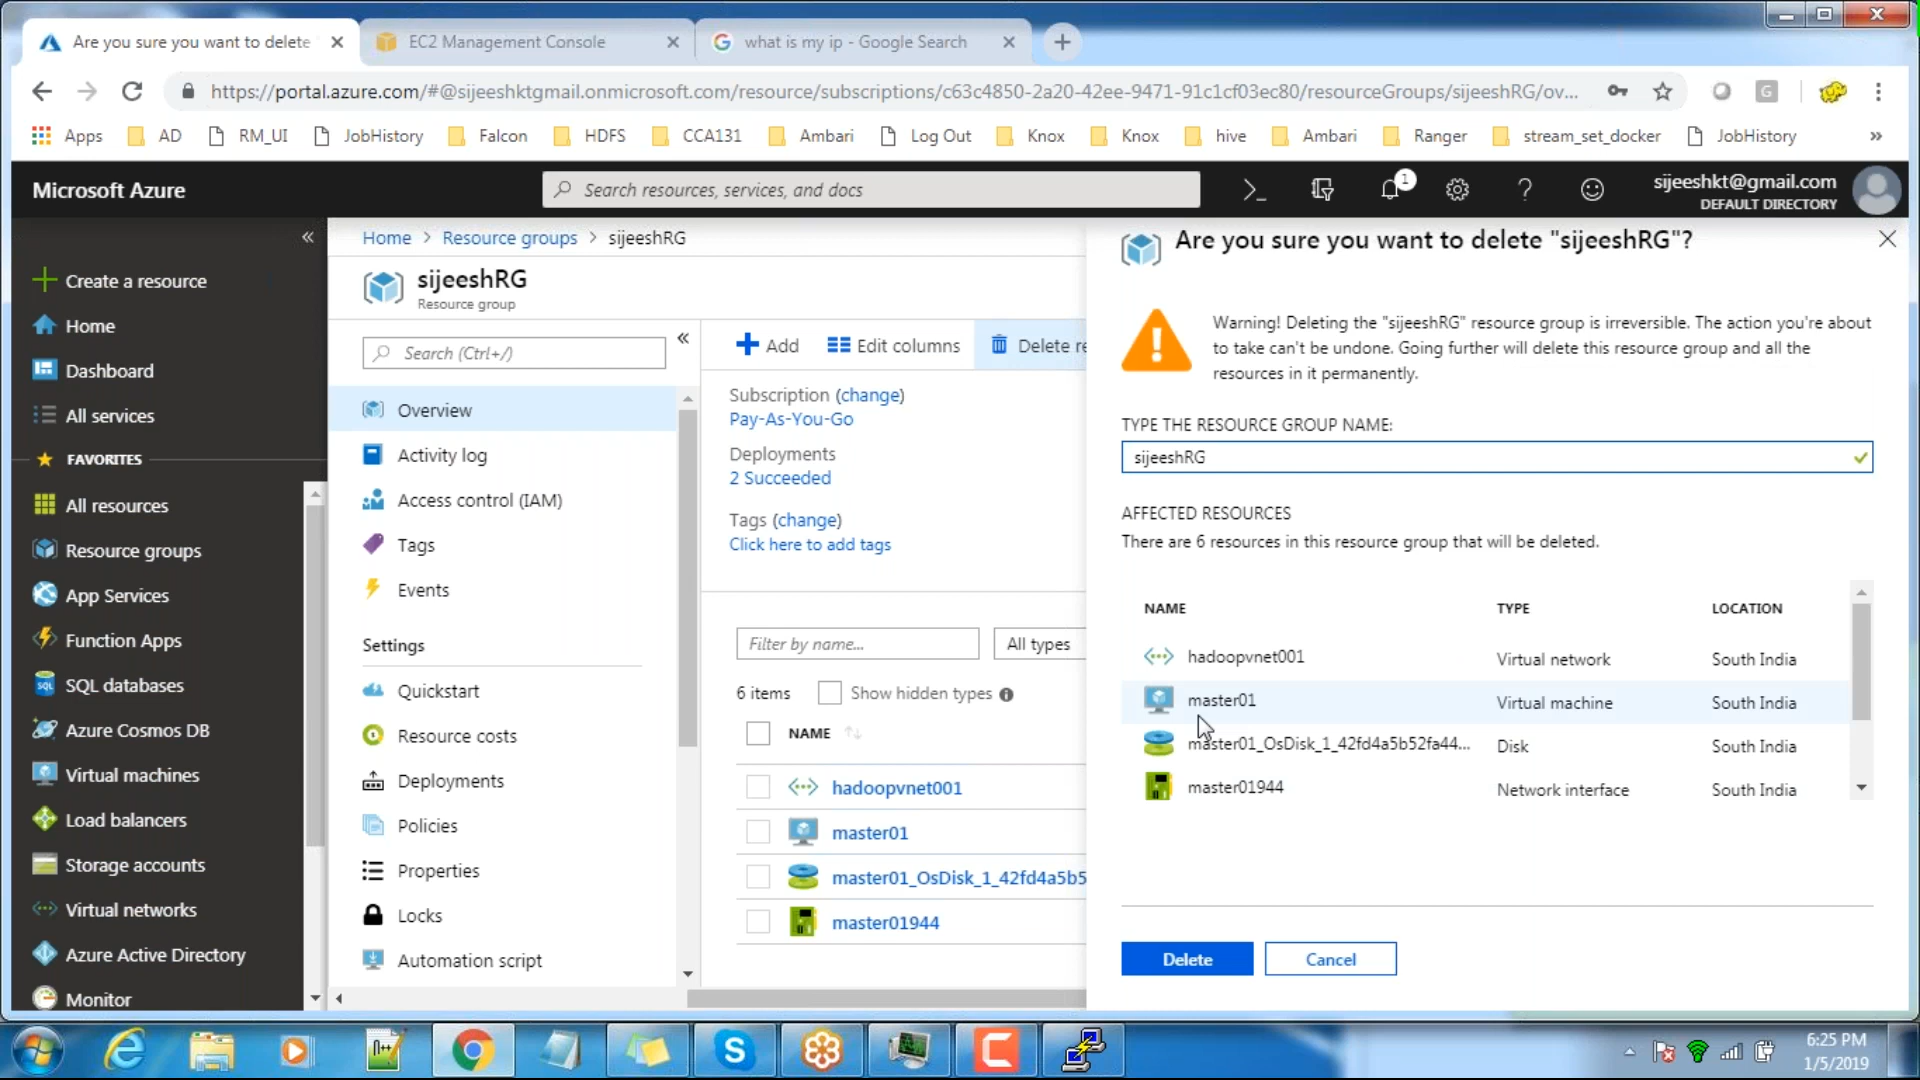 Are you sure you want to delete
EC2 Management Console
what is my ip - Google Search
https://portal.azure.com/#@sijeeshktgmail.onmicrosoft.com/resource/subscriptions/c63c4850-2a20-42ee-9471-91c1cf03ec80/resourceGroups/sijeeshRG/ov...
Apps AD RM_UI JobHistory Falcon HDFS CCA131 Ambari Log Out Knox Knox hive Ambari Ranger stream_set_docker JobHistory »
Microsoft Azure
Search resources, services, and docs
1
sijeeshkt@gmail.com
DEFAULT DIRECTORY
Create a resource
Home
Dashboard
All services
FAVORITES
All resources
Resource groups
App Services
Function Apps
SQL databases
Azure Cosmos DB
Virtual machines
Load balancers
Storage accounts
Virtual networks
Azure Active Directory
Monitor
Home > Resource groups > sijeeshRG
sijeeshRG
Resource group
Search (Ctrl+/)
Overview
Activity log
Access control (IAM)
Tags
Events
Settings
Quickstart
Resource costs
Deployments
Policies
Properties
Locks
Automation script
Add Edit columns Delete re
Subscription (change)
Pay-As-You-Go
Deployments
2 Succeeded
Tags (change)
Click here to add tags
Filter by name... All types
6 items Show hidden types
NAME
hadoopvnet001
master01
master01_OsDisk_1_42fd4a5b5
master01944
Are you sure you want to delete "sijeeshRG"?
Warning! Deleting the "sijeeshRG" resource group is irreversible. The action you're about
to take can't be undone. Going further will delete this resource group and all the
resources in it permanently.
TYPE THE RESOURCE GROUP NAME:
sijeeshRG
AFFECTED RESOURCES
There are 6 resources in this resource group that will be deleted.
NAME TYPE LOCATION
hadoopvnet001 Virtual network South India
master01 Virtual machine South India
master01_OsDisk_1_42fd4a5b52fa44... Disk South India
master01944 Network interface South India
Delete Cancel
6:25 PM
1/5/2019